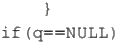 }
if(q==NULL)